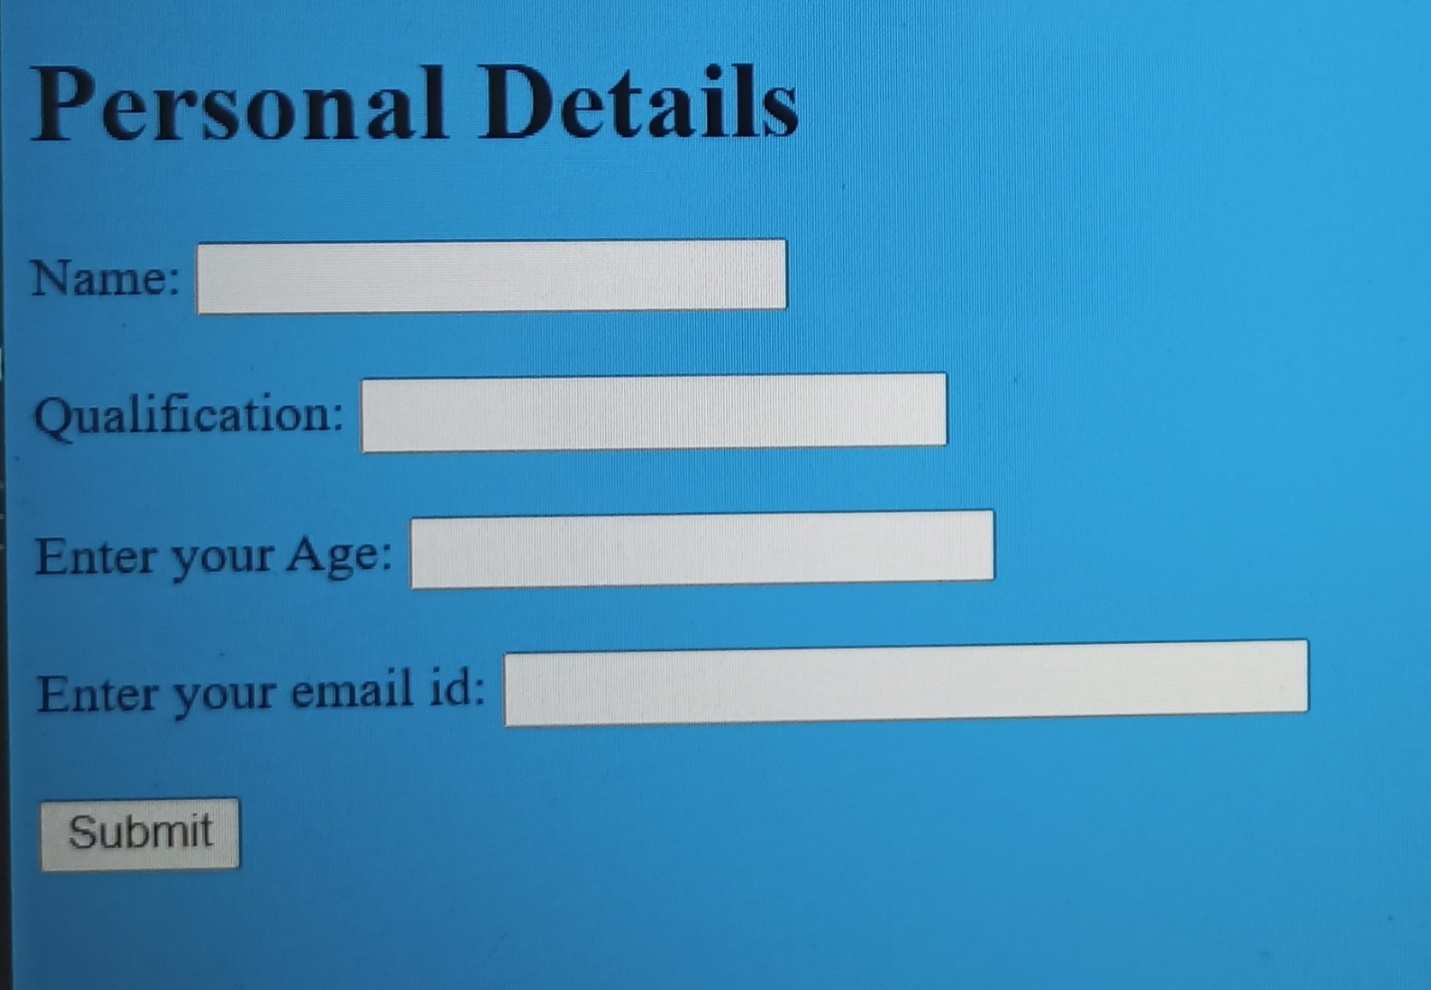 Personal Details
Name:
Qualification:
Enter your Age:
Enter your email id:
Submit